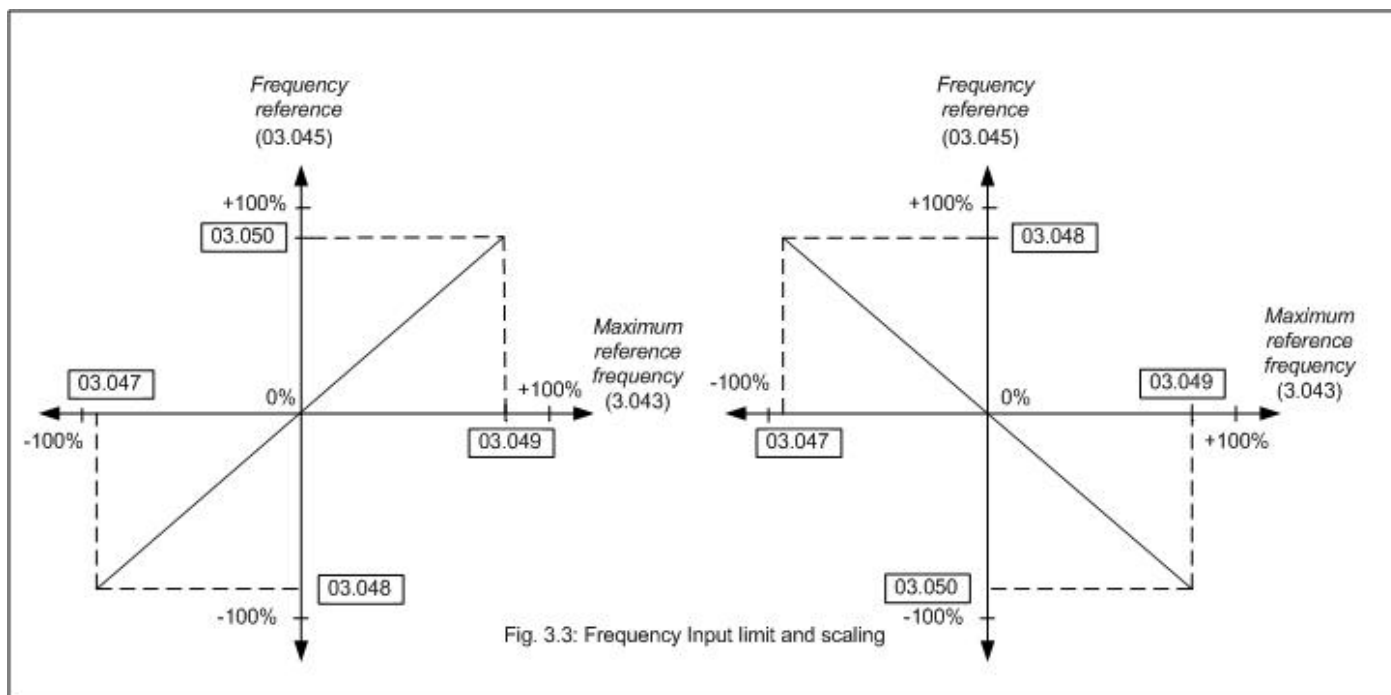 Frequency
reference
(03.045)
+100%
03.050
Maximum
reference
frequency
(3.043)
03.047
0%
+100%
-100%
03.049
03.048
-100%
Frequency
reference
(03.045)
+100%
03.048
Maximum
reference
frequency
(3.043)
-100%
0%
03.049
03.047
+100%
03.050
-100%
Fig. 3.3: Frequency Input limit and scaling